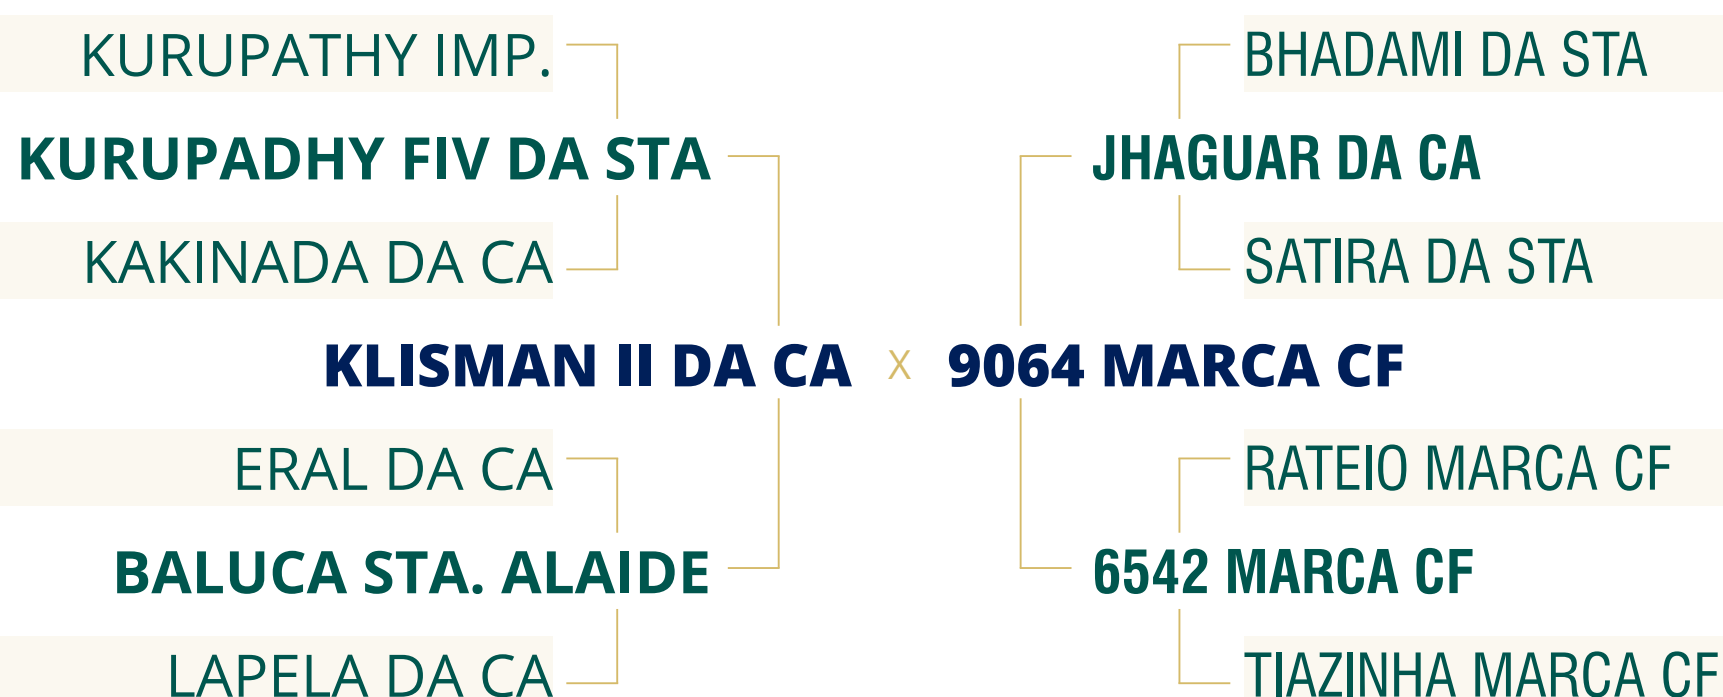 KURUPATHY IMP.
BHADAMI DA STA
KURUPADHY FIV DA STA
JHAGUAR DA CA
KAKINADA DA CA
SATIRA DA STA
KLISMAN II DA CA X 9064 MARCA CF
ERAL DA CA
RATEIO MARCA CF
BALUCA STA. ALAIDE
6542 MARCA CF
LAPELA DA CA
TIAZINHA MARCA CF